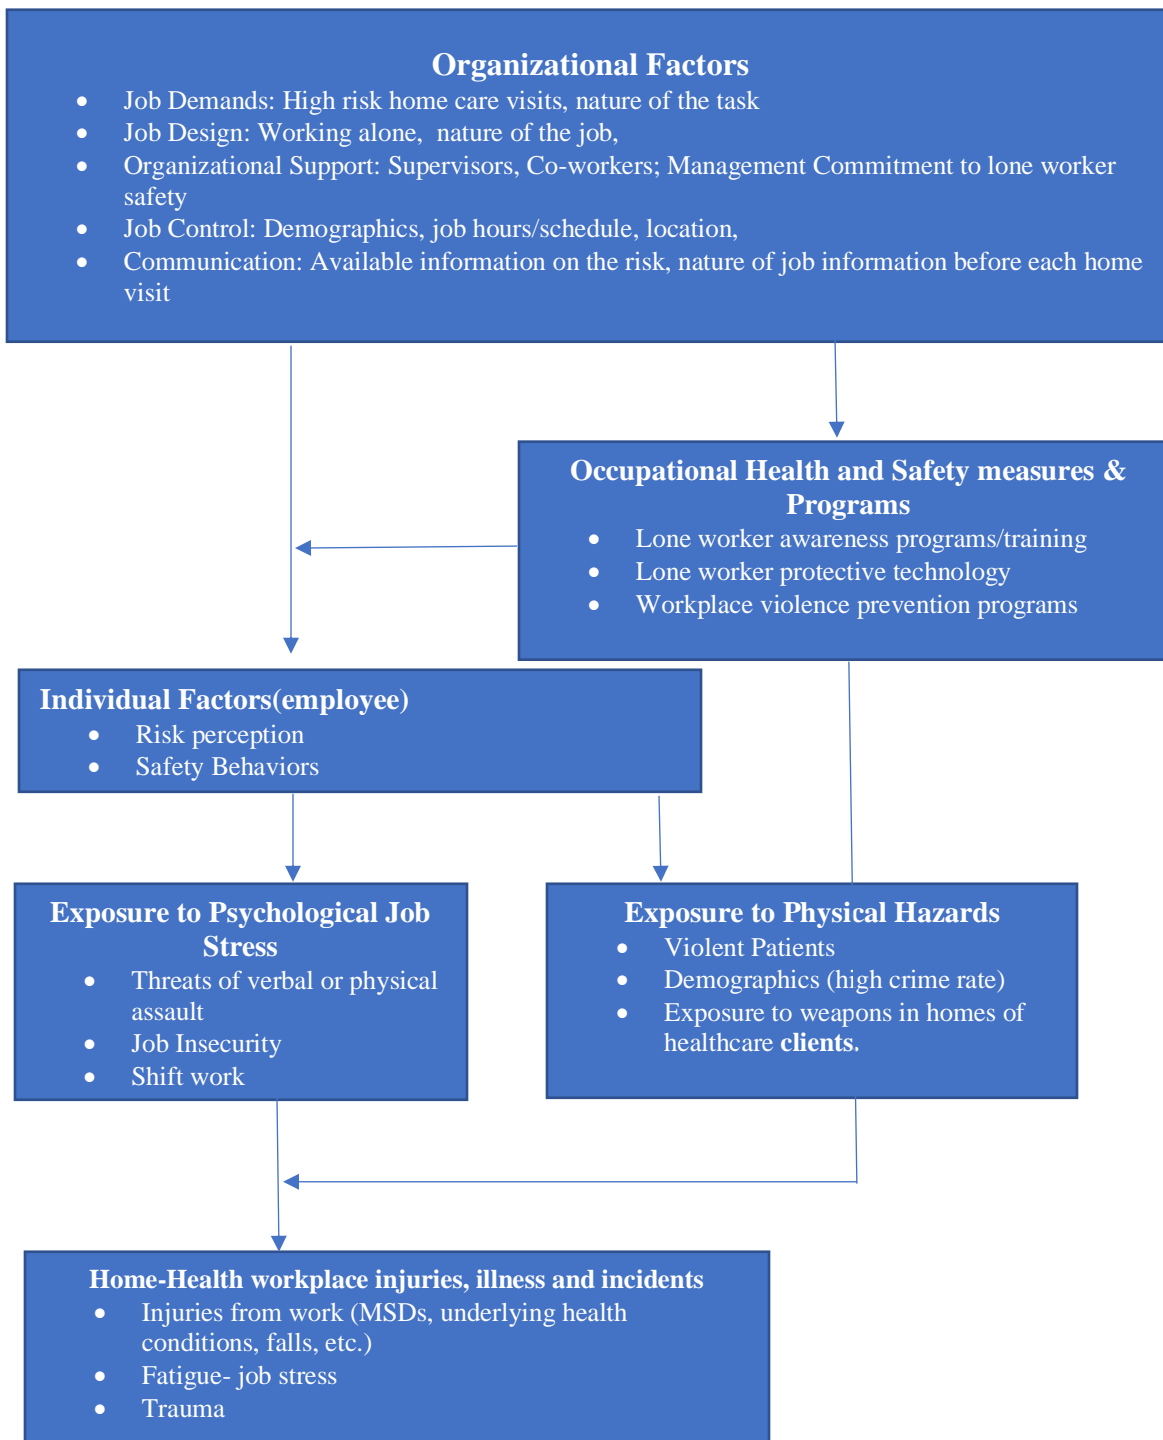 Organizational Factors
• Job Demands: High risk home care visits, nature of the task
• Job Design: Working alone,  nature of the job,
• Organizational Support: Supervisors, Co-workers; Management Commitment to lone worker
safety
• Job Control: Demographics, job hours/schedule, location,
• Communication: Available information on the risk, nature of job information before each home
visit
Occupational Health and Safety measures &
Programs
• Lone worker awareness programs/training
• Lone worker protective technology
• Workplace violence prevention programs
Individual Factors(employee)
• Risk perception
• Safety Behaviors
Exposure to Psychological Job
Stress
• Threats of verbal or physical
assault
• Job Insecurity
• Shift work
Exposure to Physical Hazards
• Violent Patients
• Demographics (high crime rate)
• Exposure to weapons in homes of
healthcare clients.
Home-Health workplace injuries, illness and incidents
• Injuries from work (MSDs, underlying health
conditions, falls, etc.)
• Fatigue- job stress
• Trauma